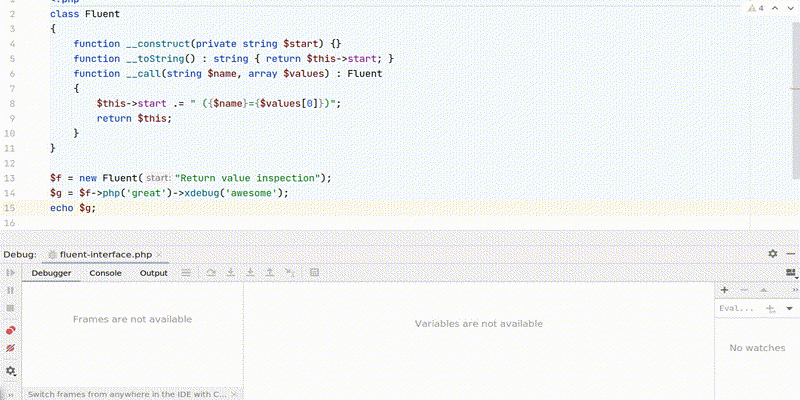 1 <?php
2 class Fluent
3 {
4 function __construct(private string $start) {}
5 function __toString() : string { return $this->start; }
6 function __call(string $name, array $values) : Fluent
7 {
8 $this->start .= " ({$name}={$values[0]})";
9 return $this;
10 }
11 }
12
13 $f = new Fluent( start: "Return value inspection");
14 $g = $f->php('great')->xdebug('awesome');
15 echo $g;
16
4
Debug: fluent-interface.php
Debugger Console Output
Frames are not available
Variables are not available
Eval...
No watches
Switch frames from anywhere in the IDE with C...